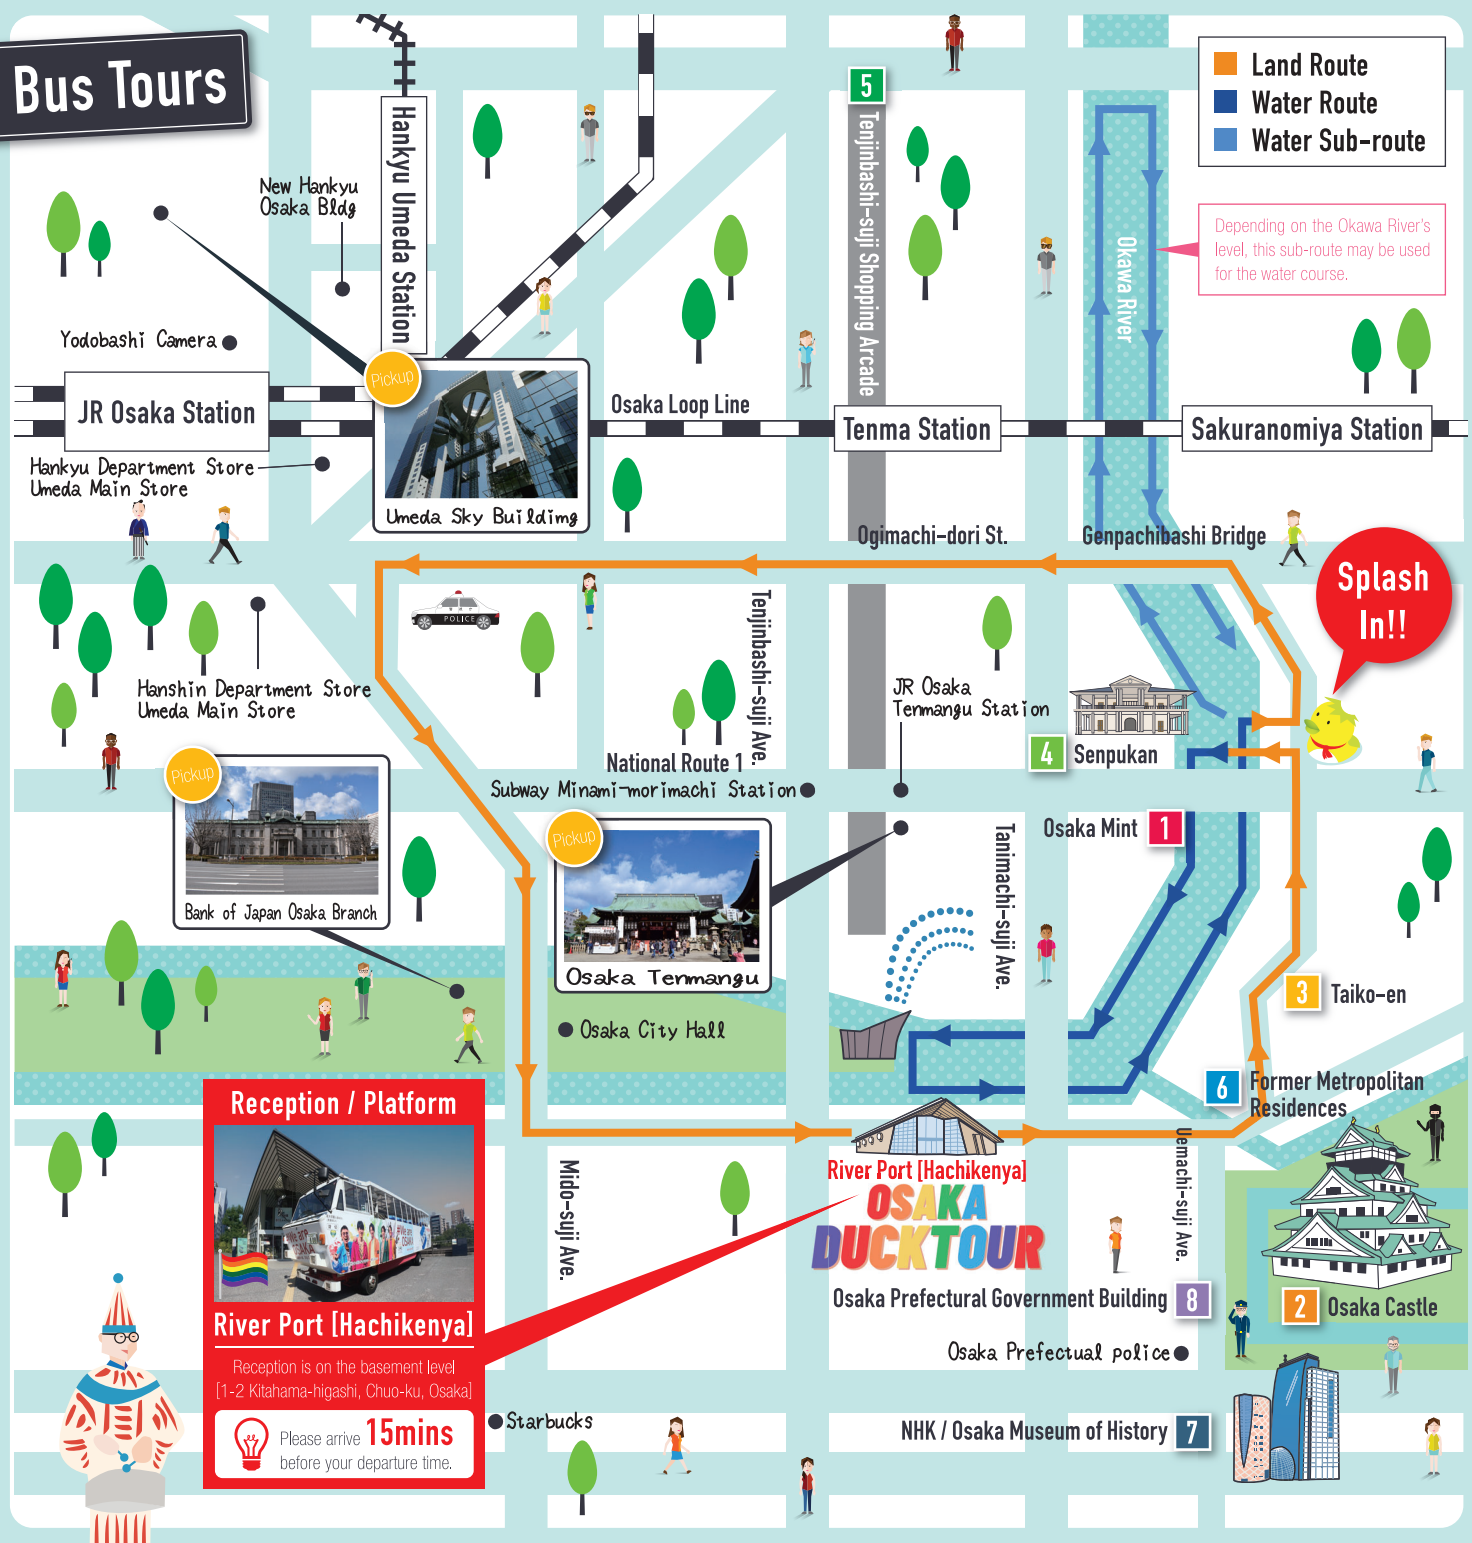 Bus Tours
Land Route
Water Route
Water Sub-route
Depending on the Okawa River's
level, this sub-route may be used
for the water course.
5
Tenjinbashi-suji Shopping Arcade
Hankyu Umeda Station
New Hankyu
Osaka Bldg
Okawa River
Yodobashi Camera
Pickup
JR Osaka Station
Osaka Loop Line
Tenma Station
Sakuranomiya Station
Hankyu Department Store
Umeda Main Store
Umeda Sky Buildimg
Ogimachi-dori St.
Genpachibashi Bridge
Splash
In!!
POLICE
Tenjinbashi-suji Ave.
Hanshin Department Store
Umeda Main Store
JR Osaka
Tenmangu Station
4
Senpukan
National Route 1
Subway Minami-morimachi Station
Pickup
Bank of Japan Osaka Branch
Pickup
Osaka Tenmangu
Osaka Mint
1
Tanimachi-suji Ave.
3
Taiko-en
Osaka City Hall
6
Former Metropolitan
Residences
Reception / Platform
River Port [Hachikenya]
Reception is on the basement level
[1-2 Kitahama-higashi, Chuo-ku, Osaka]
Please arrive 15mins
before your departure time.
Mido-suji Ave.
River Port [Hachikenya]
OSAKA
DUCKTOUR
Uemachi-suji Ave.
Osaka Prefectural Government Building
8
2
Osaka Castle
Osaka Prefectual police
Starbucks
NHK / Osaka Museum of History
7